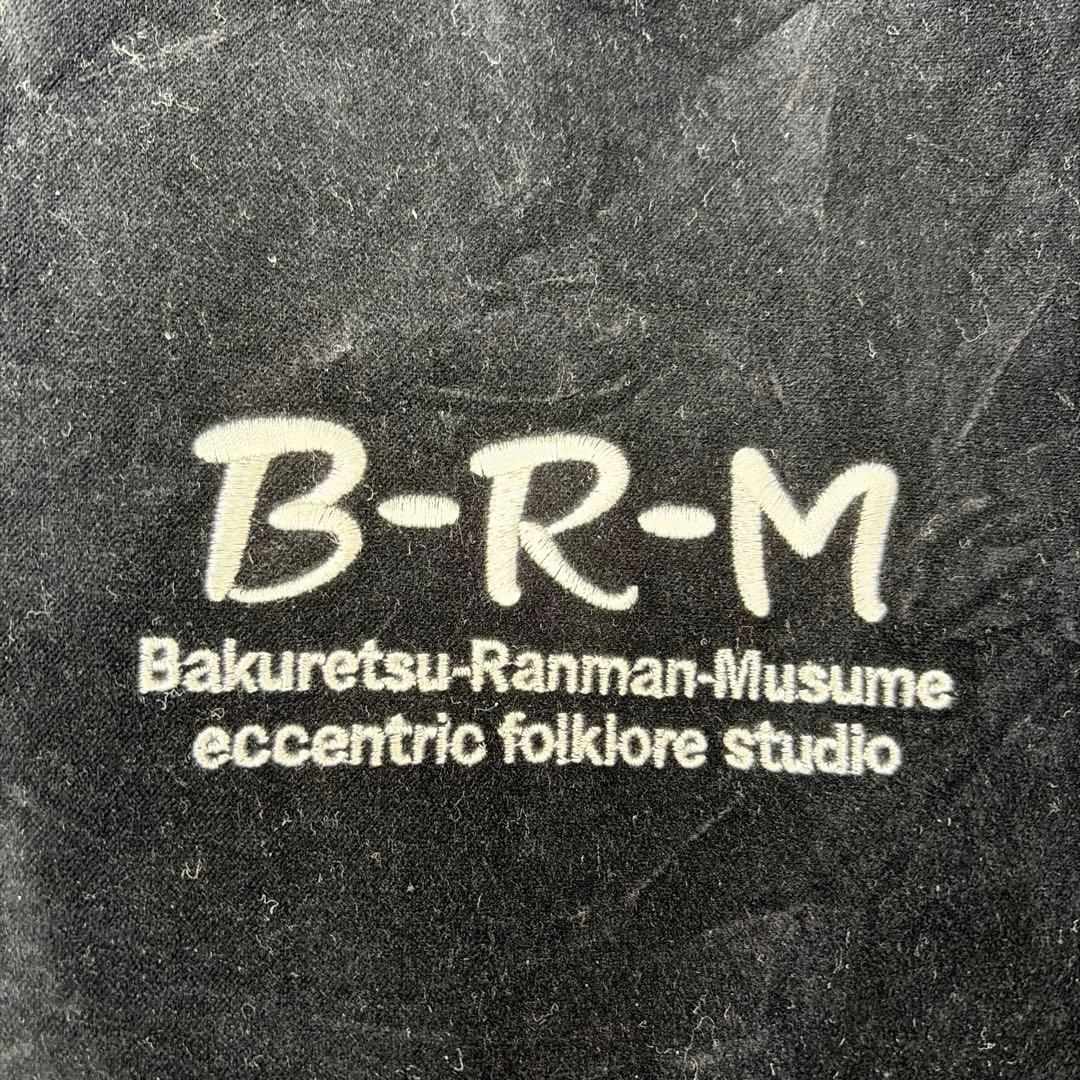 B-R-M
Bakuretsu-Ranman-Musume
eccentric folklore studio